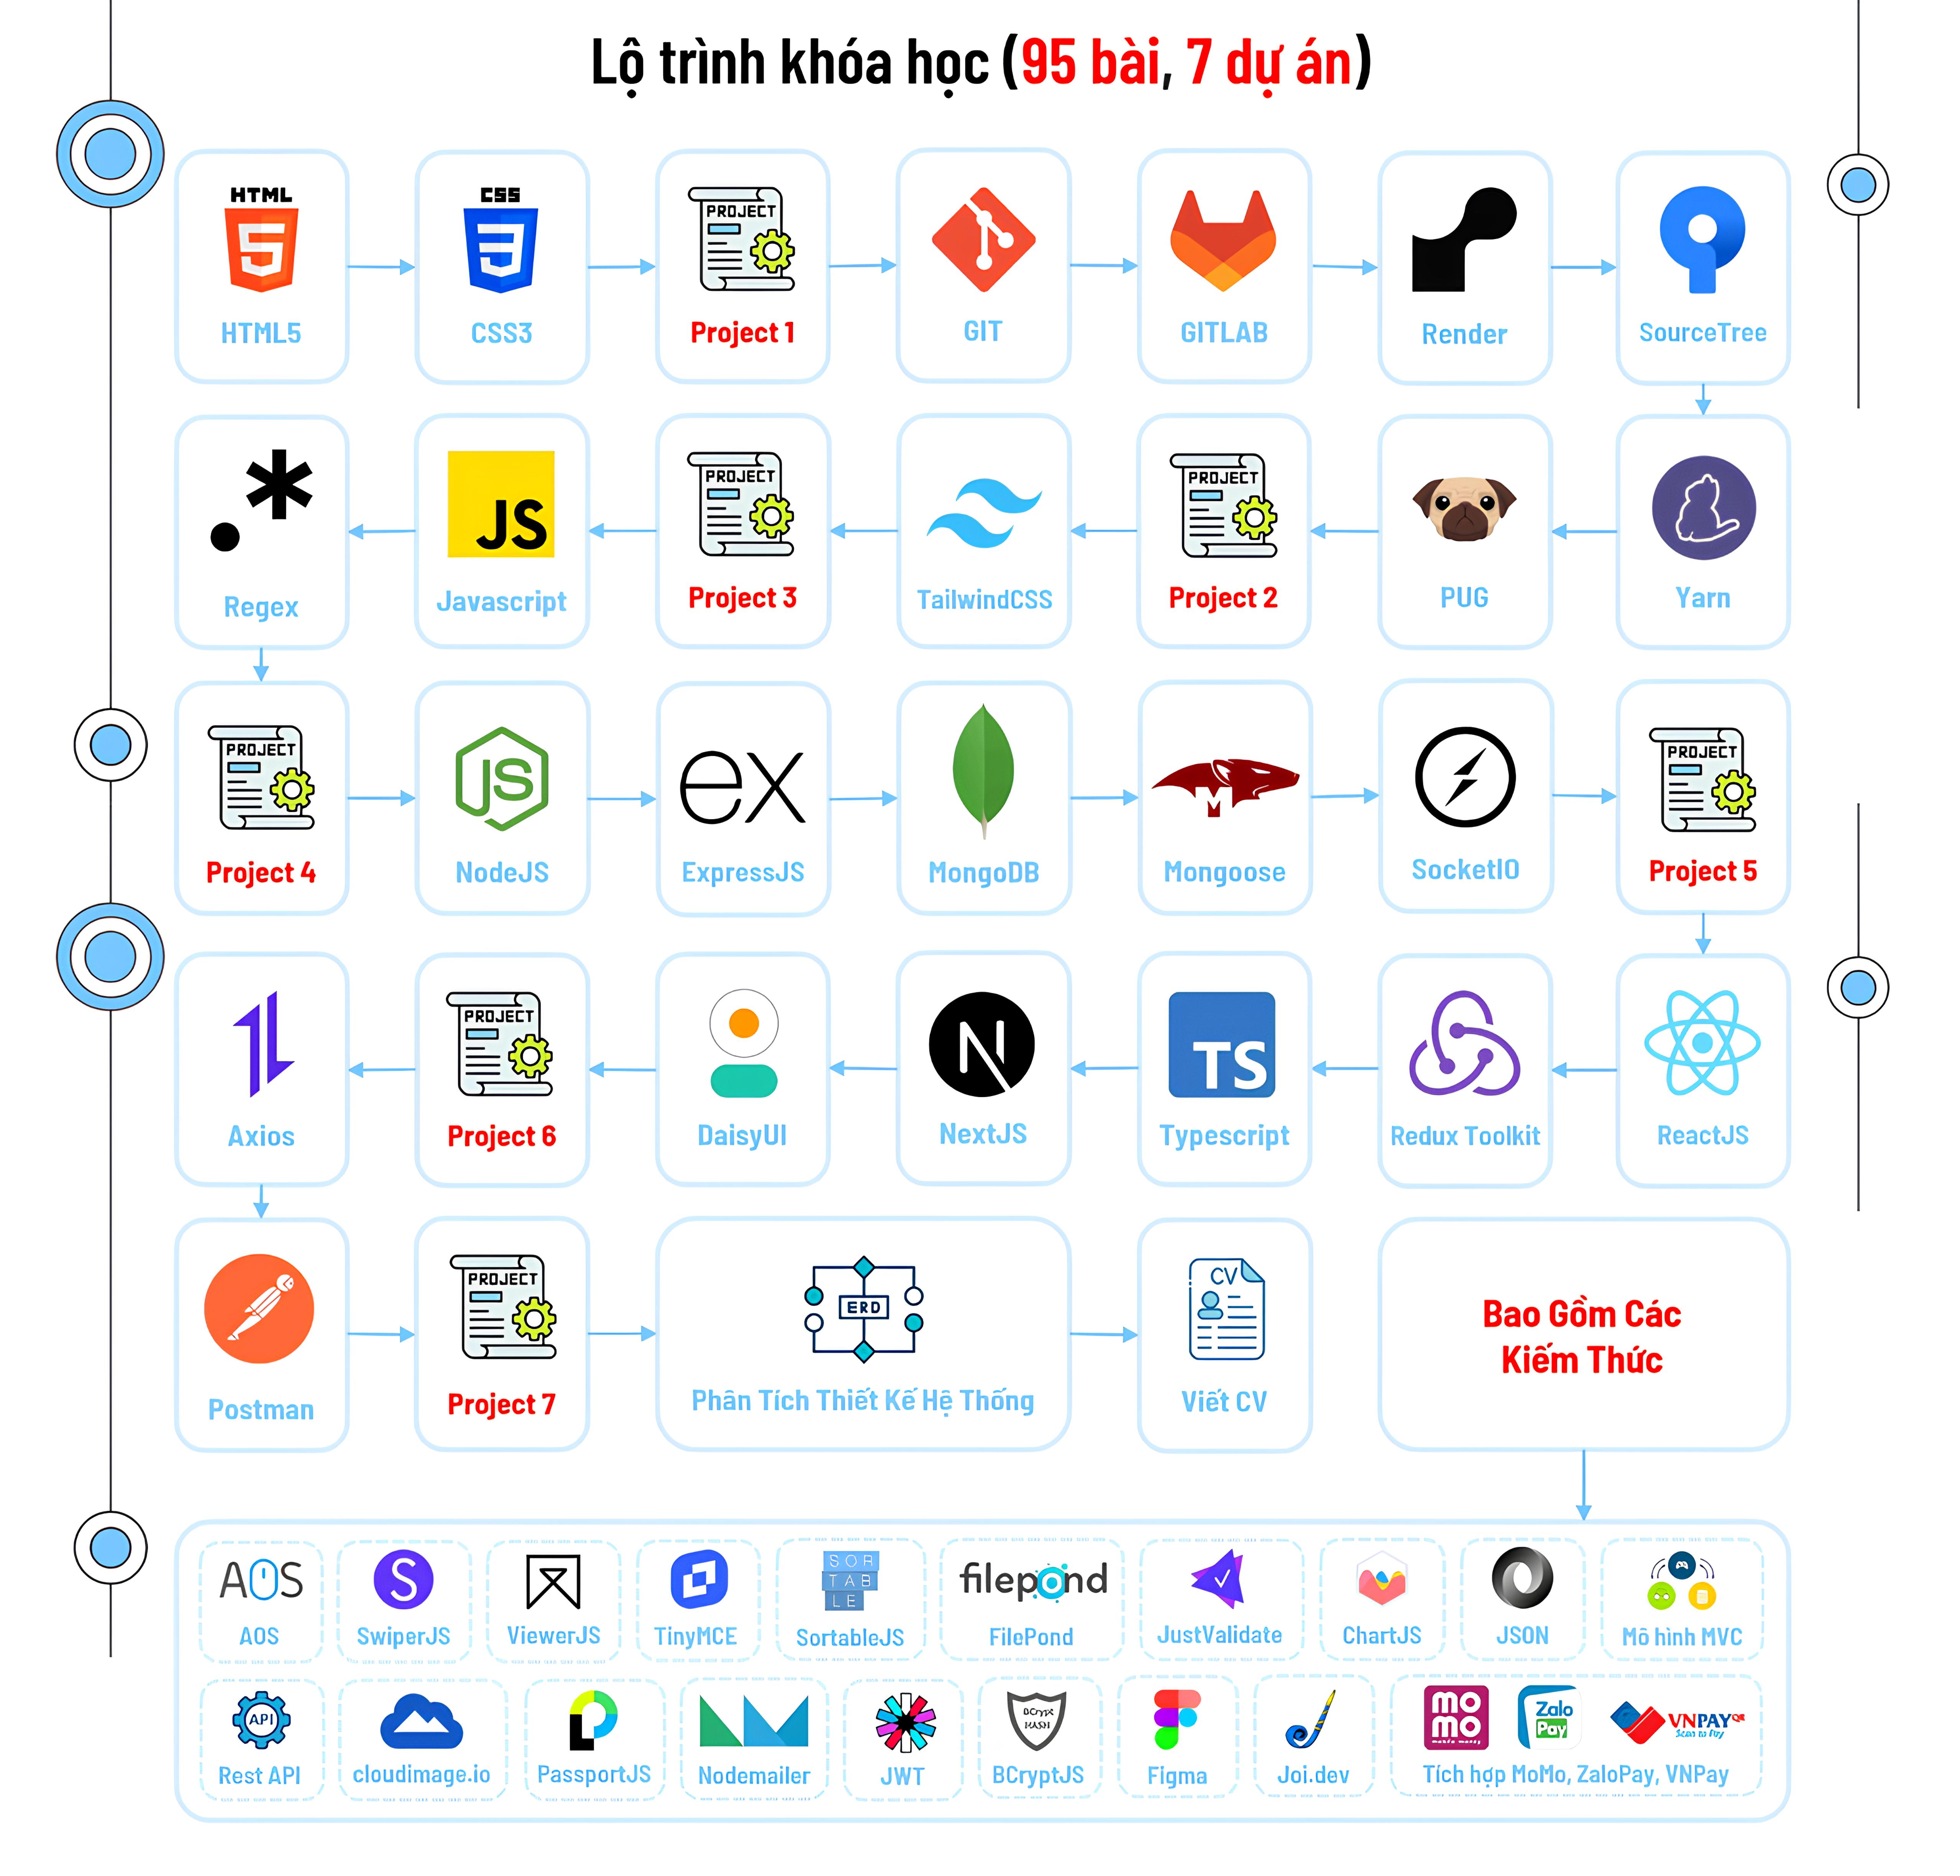 Lộ trình khóa học (95 bài, 7 dự án)
HTML
HTML5
CSS
CSS3
PROJECT
Project 1
GIT
GITLAB
Render
SourceTree
Regex
JS
Javascript
PROJECT
Project 3
TailwindCSS
PROJECT
Project 2
PUG
Yarn
PROJECT
Project 4
JS
NodeJS
ex
ExpressJS
MongoDB
M
Mongoose
SocketIO
PROJECT
Project 5
Axios
PROJECT
Project 6
DaisyUI
N
NextJS
TS
Typescript
Redux Toolkit
ReactJS
Postman
PROJECT
Project 7
ERD
Phân Tích Thiết Kế Hệ Thống
CV
Viết CV
Bao Gồm Các
Kiếm Thức
AOS
AOS
S
SwiperJS
ViewerJS
TinyMCE
SOR
TAB
LE
SortableJS
filepond
FilePond
JustValidate
ChartJS
JSON
Mô hình MVC
API
Rest API
cloudimage.io
PassportJS
Nodemailer
JWT
BCrypt
HASH
BCryptJS
Figma
Joi.dev
mo
mo
Zalo
Pay
VNPAY QR
Scan to Pay
Tích hợp MoMo, ZaloPay, VNPay